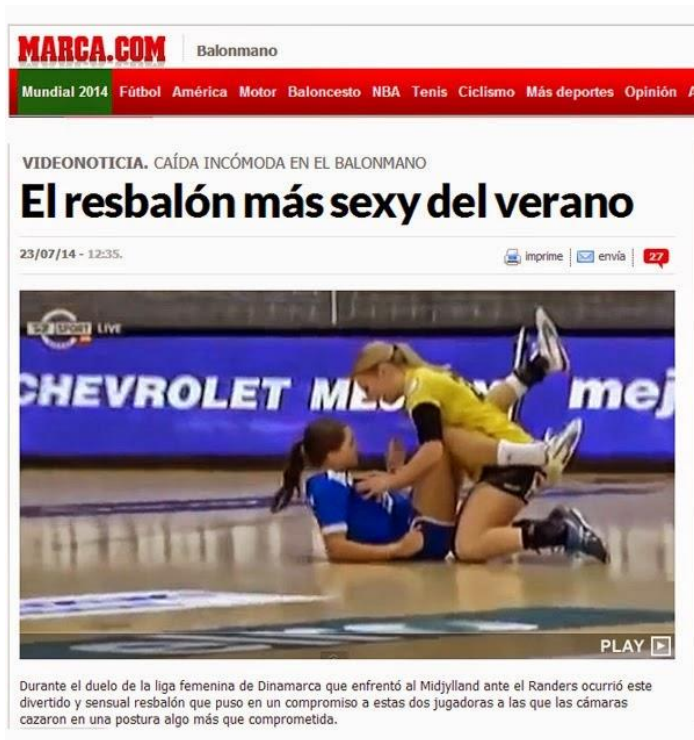 MARCA.COM Balonmano
Mundial 2014 Fútbol América Motor Baloncesto NBA Tenis Ciclismo Más deportes Opinión A
VIDEONOTICIA. CAÍDA INCÓMODA EN EL BALONMANO
El resbalón más sexy del verano
23/07/14 - 12:35. imprime envía 27
SPORT LIVE
CHEVROLET mej
PLAY
Durante el duelo de la liga femenina de Dinamarca que enfrentó al Midjylland ante el Randers ocurrió este
divertido y sensual resbalón que puso en un compromiso a estas dos jugadoras a las que las cámaras
cazaron en una postura algo más que comprometida.